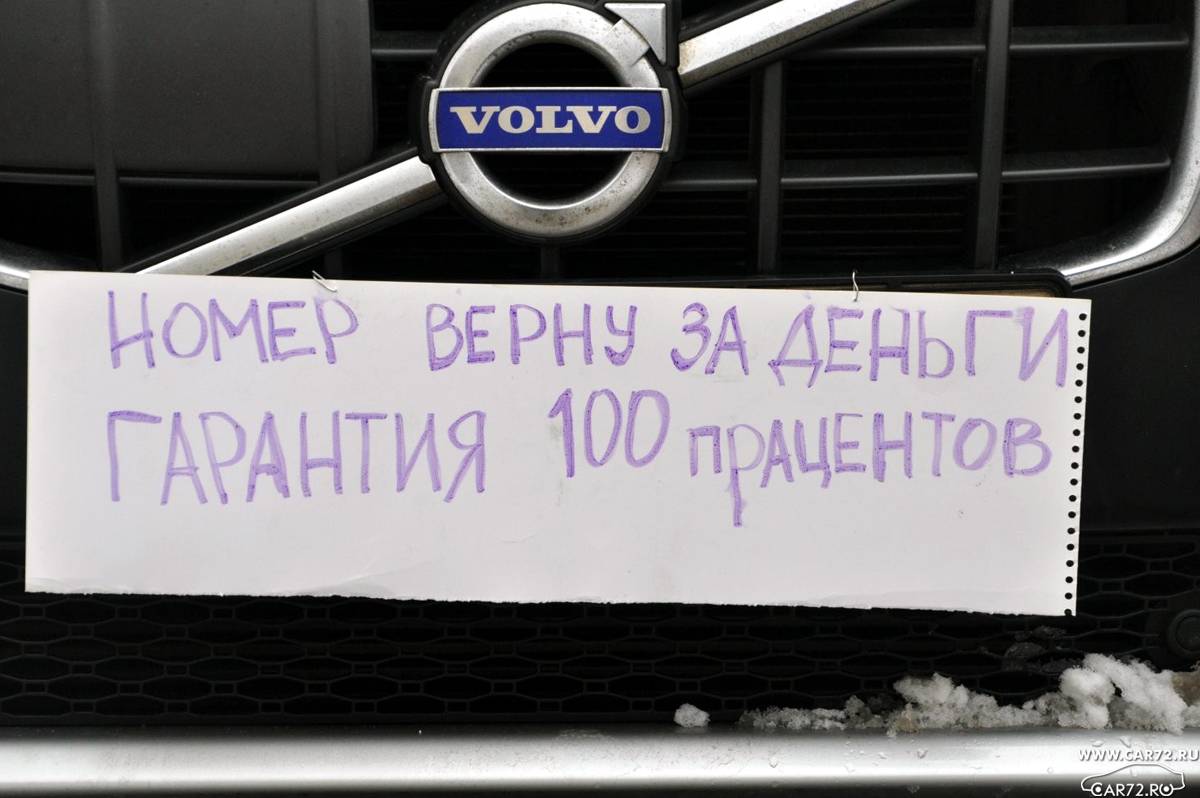 VOLVO
НОМЕР ВЕРНУ ЗА ДЕНЬГИ
ГАРАНТИЯ 100 ПРАЦЕНТОВ
WWW.CAR72.RU
CAR72.RU